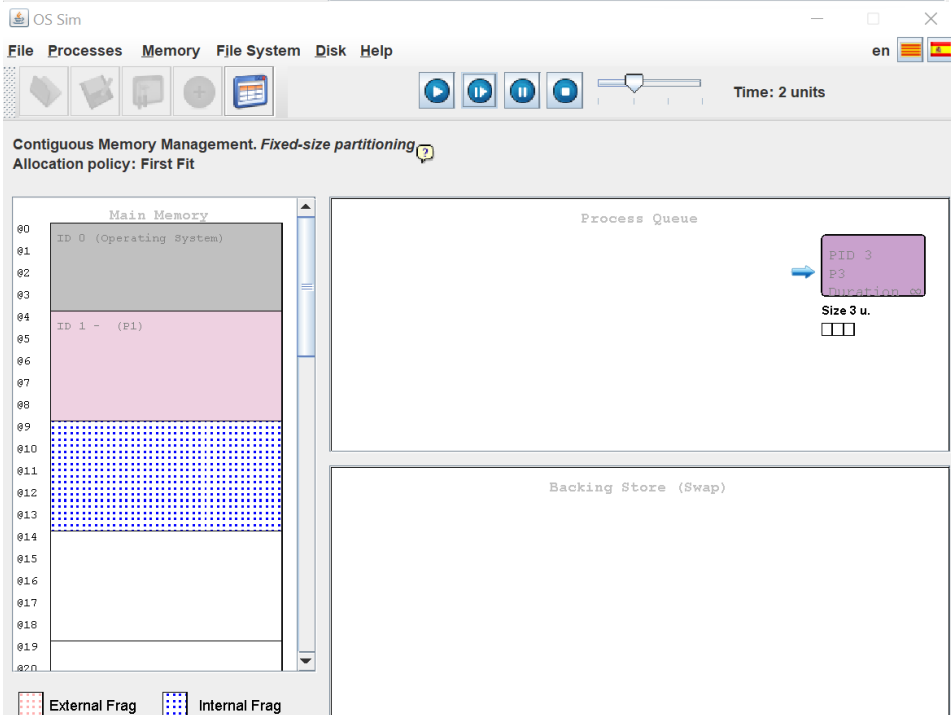 OS Sim
File Processes Memory File System Disk Help
en
Time: 2 units
Contiguous Memory Management. Fixed-size partitioning
?
Allocation policy: First Fit
Main Memory
@0
ID 0 (Operating System)
@1
@2
@3
@4
ID 1 - (P1)
@5
@6
@7
@8
@9
@10
@11
@12
@13
@14
@15
@16
@17
@18
@19
@20
External Frag
Internal Frag
Process Queue
PID 3
P3
Duration ∞
Size 3 u.
Backing Store (Swap)